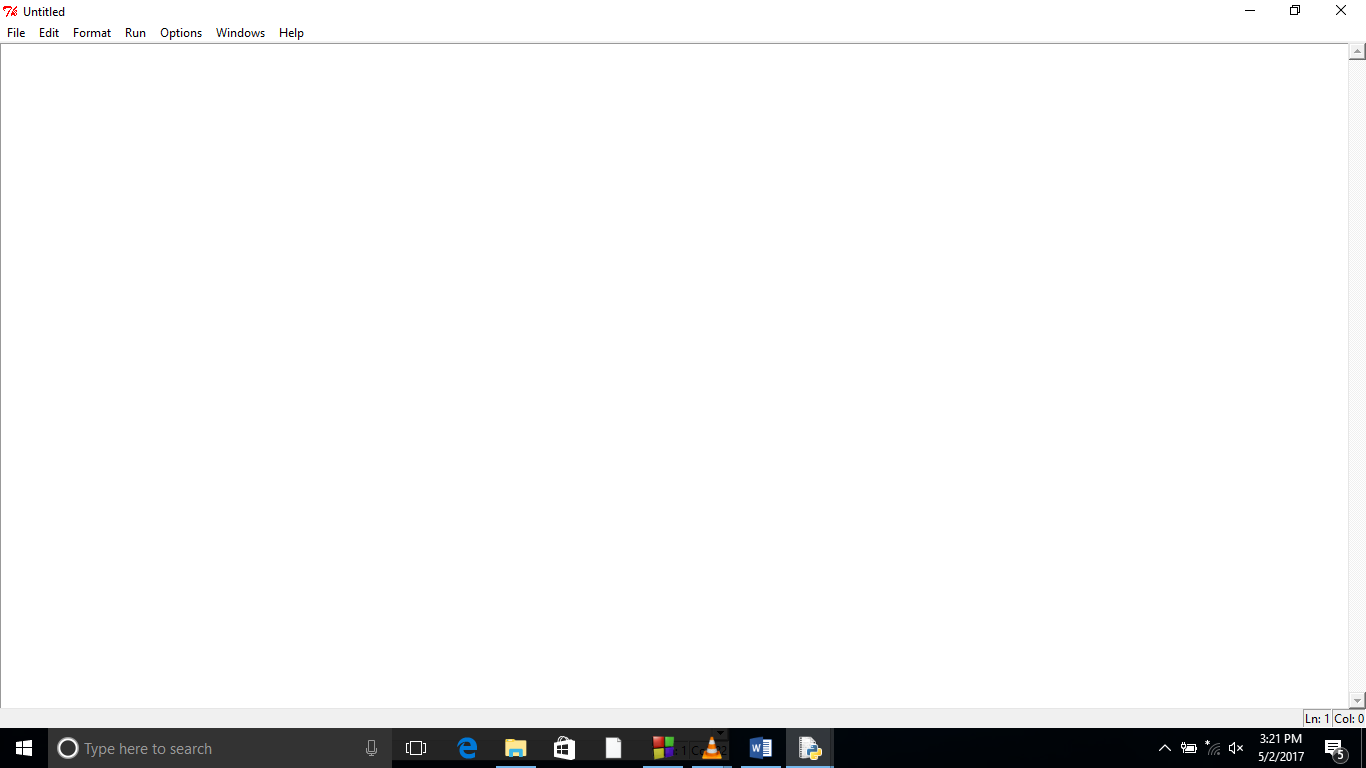 Untitled
File Edit Format Run Options Windows Help
Ln: 1 Col: 0
Type here to search
3:21 PM
5/2/2017
5